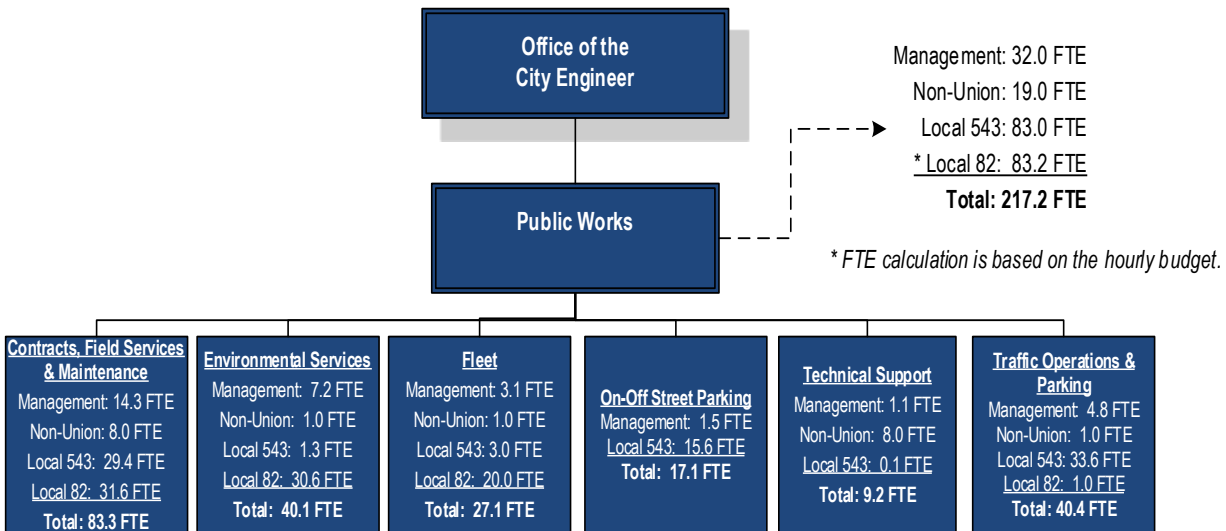 Office of the
City Engineer
Management: 32.0 FTE
Non-Union: 19.0 FTE
Local 543: 83.0 FTE
* Local 82: 83.2 FTE
Total: 217.2 FTE
Public Works
* FTE calculation is based on the hourly budget.
Contracts, Field Services
& Maintenance
Management: 14.3 FTE
Non-Union: 8.0 FTE
Local 543: 29.4 FTE
Local 82: 31.6 FTE
Total: 83.3 FTE
Environmental Services
Management: 7.2 FTE
Non-Union: 1.0 FTE
Local 543: 1.3 FTE
Local 82: 30.6 FTE
Total: 40.1 FTE
Fleet
Management: 3.1 FTE
Non-Union: 1.0 FTE
Local 543: 3.0 FTE
Local 82: 20.0 FTE
Total: 27.1 FTE
On-Off Street Parking
Management: 1.5 FTE
Local 543: 15.6 FTE
Total: 17.1 FTE
Technical Support
Management: 1.1 FTE
Non-Union: 8.0 FTE
Local 543: 0.1 FTE
Total: 9.2 FTE
Traffic Operations &
Parking
Management: 4.8 FTE
Non-Union: 1.0 FTE
Local 543: 33.6 FTE
Local 82: 1.0 FTE
Total: 40.4 FTE